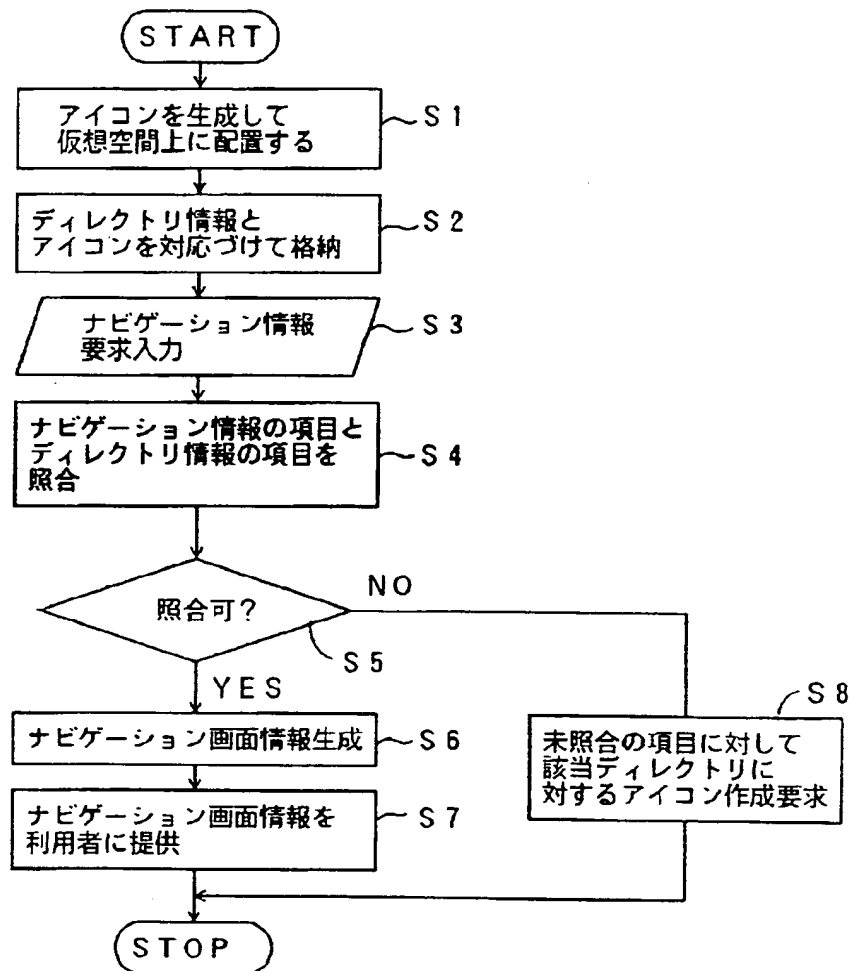 START
アイコンを生成して
仮想空間上に配置する
S1
ディレクトリ情報と
アイコンを対応づけて格納
S2
ナビゲーション情報
要求入力
S3
ナビゲーション情報の項目と
ディレクトリ情報の項目を
照合
S4
照合可?
NO
S5
YES
S8
ナビゲーション画面情報生成
S6
未照合の項目に対して
該当ディレクトリに
対するアイコン作成要求
ナビゲーション画面情報を
利用者に提供
S7
STOP